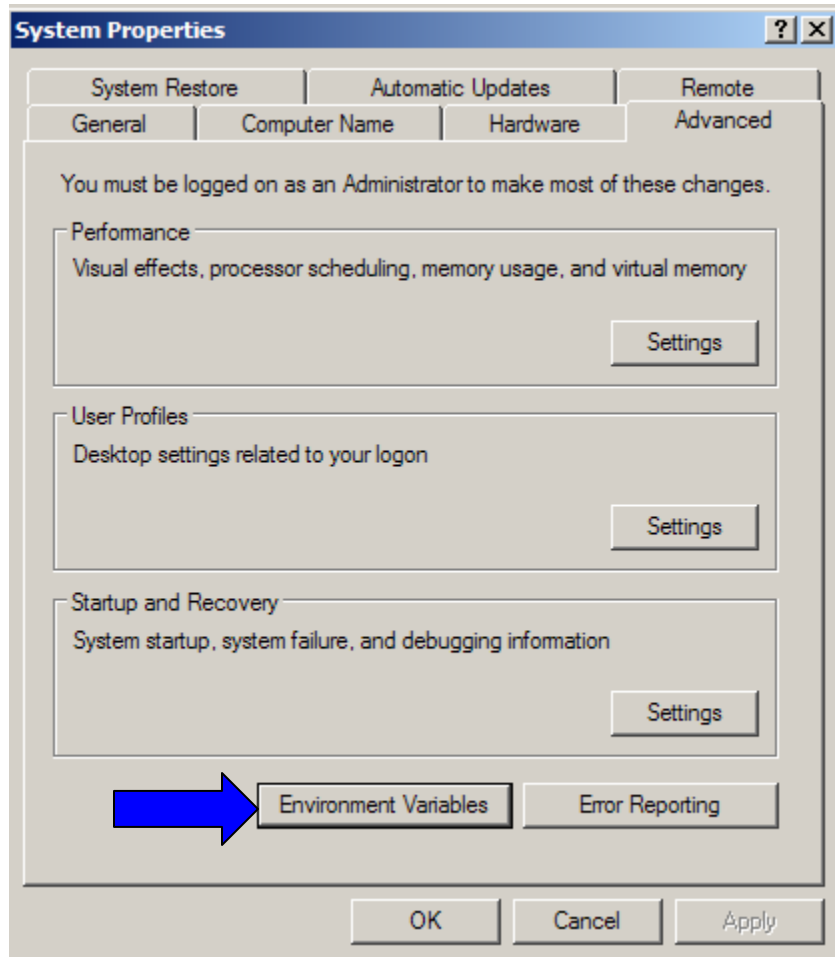 System Properties
System Restore
Automatic Updates
Remote
General
Computer Name
Hardware
Advanced
You must be logged on as an Administrator to make most of these changes.
Performance
Visual effects, processor scheduling, memory usage, and virtual memory
Settings
User Profiles
Desktop settings related to your logon
Settings
Startup and Recovery
System startup, system failure, and debugging information
Settings
Environment Variables
Error Reporting
OK
Cancel
Apply